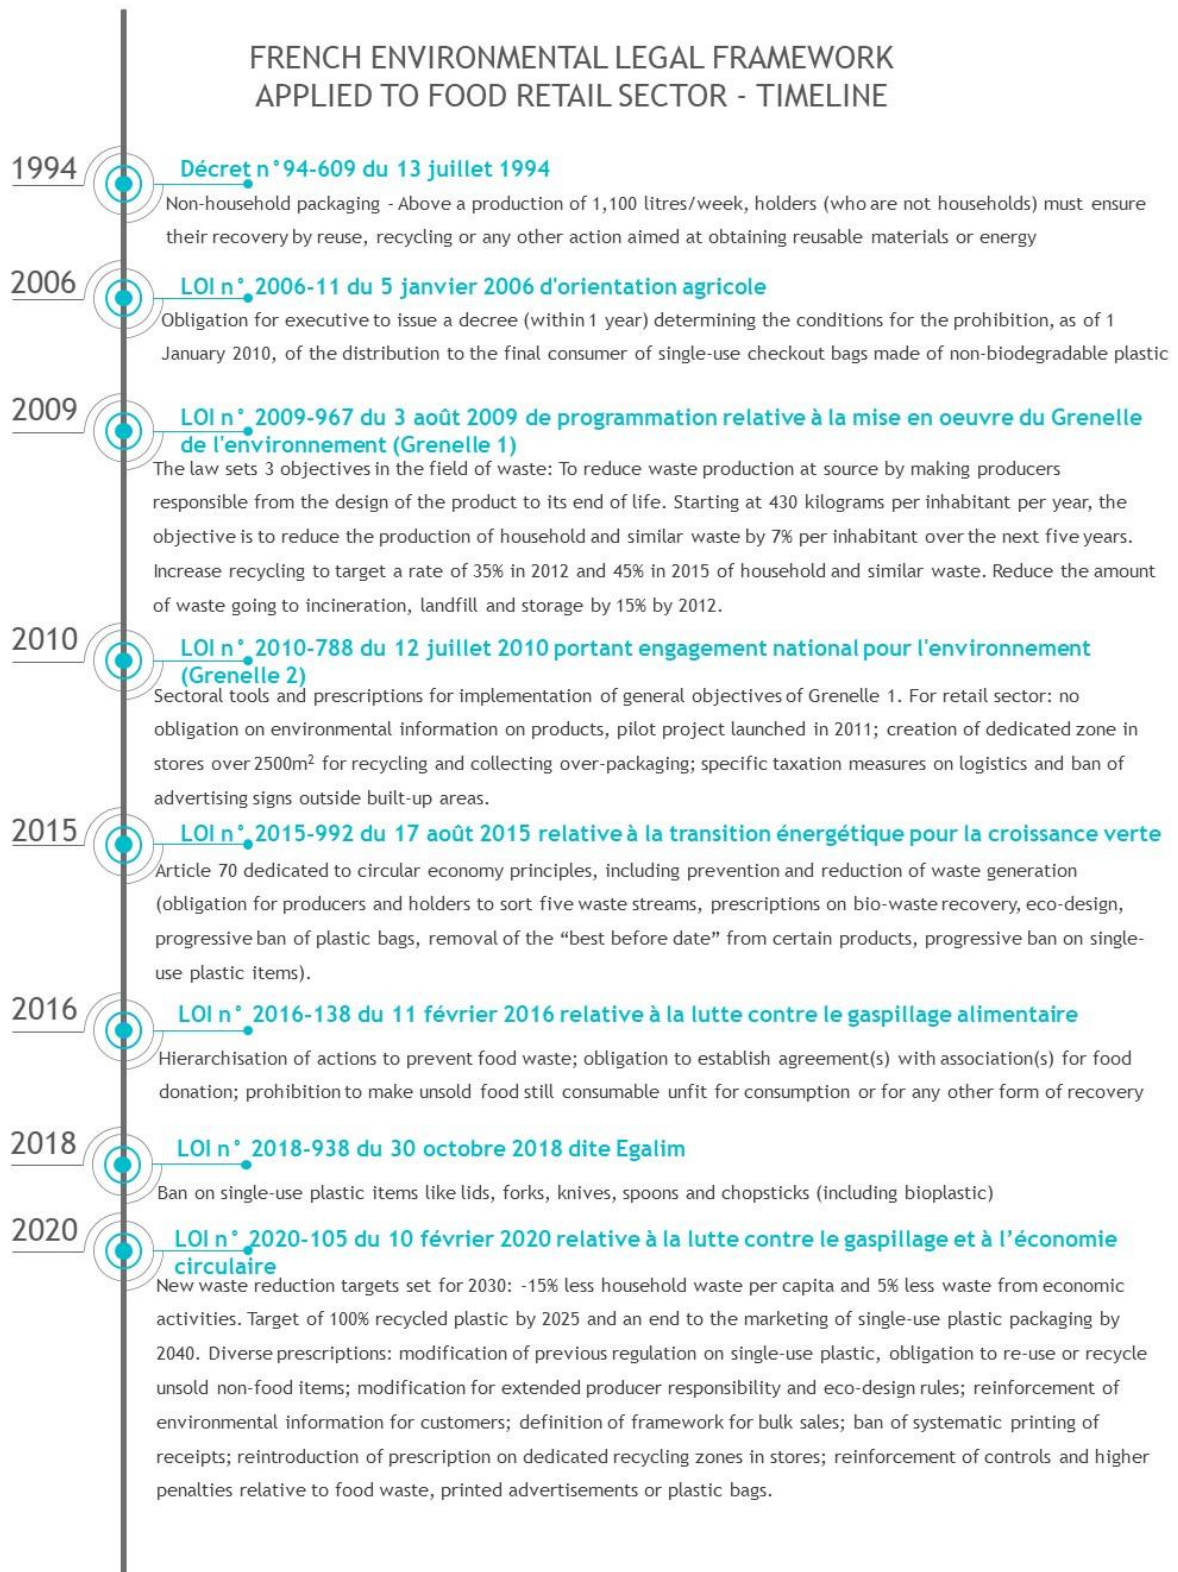 FRENCH ENVIRONMENTAL LEGAL FRAMEWORK
APPLIED TO FOOD RETAIL SECTOR - TIMELINE
1994
Décret n°94-609 du 13 juillet 1994
Non-household packaging - Above a production of 1,100 litres/week, holders (who are not households) must ensure
their recovery by reuse, recycling or any other action aimed at obtaining reusable materials or energy
2006
LOI n° 2006-11 du 5 janvier 2006 d'orientation agricole
Obligation for executive to issue a decree (within 1 year) determining the conditions for the prohibition, as of 1
January 2010, of the distribution to the final consumer of single-use checkout bags made of non-biodegradable plastic
2009
LOI n° 2009-967 du 3 août 2009 de programmation relative à la mise en oeuvre du Grenelle
de l'environnement (Grenelle 1)
The law sets 3 objectives in the field of waste: To reduce waste production at source by making producers
responsible from the design of the product to its end of life. Starting at 430 kilograms per inhabitant per year, the
objective is to reduce the production of household and similar waste by 7% per inhabitant over the next five years.
Increase recycling to target a rate of 35% in 2012 and 45% in 2015 of household and similar waste. Reduce the amount
of waste going to incineration, landfill and storage by 15% by 2012.
2010
LOI n° 2010-788 du 12 juillet 2010 portant engagement national pour l'environnement
(Grenelle 2)
Sectoral tools and prescriptions for implementation of general objectives of Grenelle 1. For retail sector: no
obligation on environmental information on products, pilot project launched in 2011; creation of dedicated zone in
stores over 2500m² for recycling and collecting over-packaging; specific taxation measures on logistics and ban of
advertising signs outside built-up areas.
2015
LOI n° 2015-992 du 17 août 2015 relative à la transition énergétique pour la croissance verte
Article 70 dedicated to circular economy principles, including prevention and reduction of waste generation
(obligation for producers and holders to sort five waste streams, prescriptions on bio-waste recovery, eco-design,
progressive ban of plastic bags, removal of the “best before date” from certain products, progressive ban on single-
use plastic items).
2016
LOI n° 2016-138 du 11 février 2016 relative à la lutte contre le gaspillage alimentaire
Hierarchisation of actions to prevent food waste; obligation to establish agreement(s) with association(s) for food
donation; prohibition to make unsold food still consumable unfit for consumption or for any other form of recovery
2018
LOI n° 2018-938 du 30 octobre 2018 dite Egalim
Ban on single-use plastic items like lids, forks, knives, spoons and chopsticks (including bioplastic)
2020
LOI n° 2020-105 du 10 février 2020 relative à la lutte contre le gaspillage et à l’économie
circulaire
New waste reduction targets set for 2030: -15% less household waste per capita and 5% less waste from economic
activities. Target of 100% recycled plastic by 2025 and an end to the marketing of single-use plastic packaging by
2040. Diverse prescriptions: modification of previous regulation on single-use plastic, obligation to re-use or recycle
unsold non-food items; modification for extended producer responsibility and eco-design rules; reinforcement of
environmental information for customers; definition of framework for bulk sales; ban of systematic printing of
receipts; reintroduction of prescription on dedicated recycling zones in stores; reinforcement of controls and higher
penalties relative to food waste, printed advertisements or plastic bags.